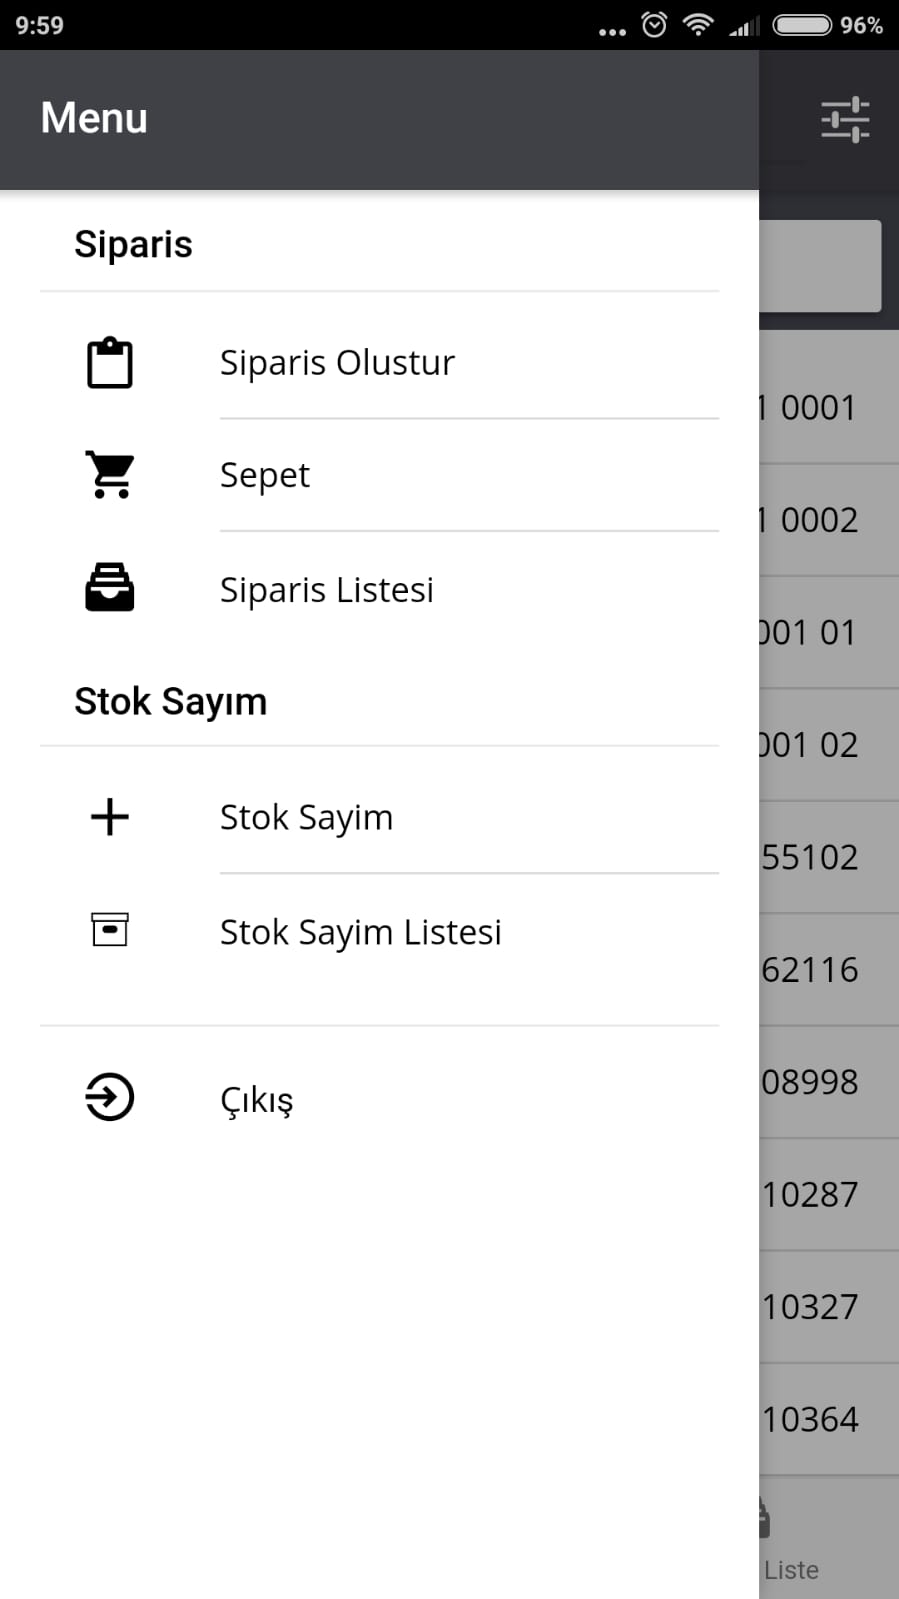 9:59
96%
Menu
Siparis
Siparis Olustur
Sepet
Siparis Listesi
Stok Sayım
Stok Sayim
Stok Sayim Listesi
Çıkış
1 0001
1 0002
001 01
001 02
55102
62116
08998
10287
10327
10364
Liste